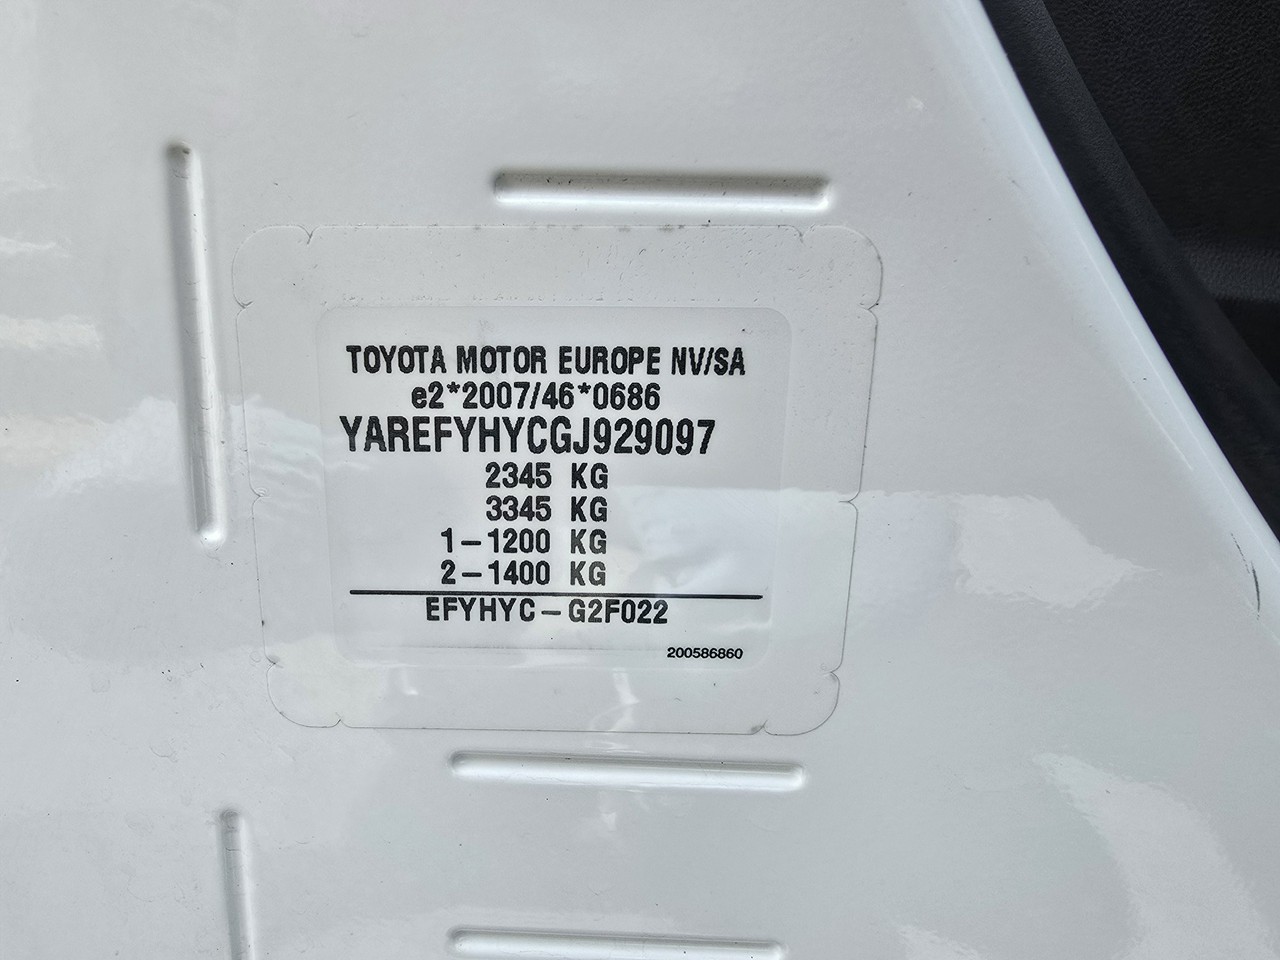 TOYOTA MOTOR EUROPE NV/SA
e2*2007/46*0686
YAREFYHYCGJ929097
2345 KG
3345 KG
1-1200 KG
2-1400 KG
EFYHYC-G2F022
200586860